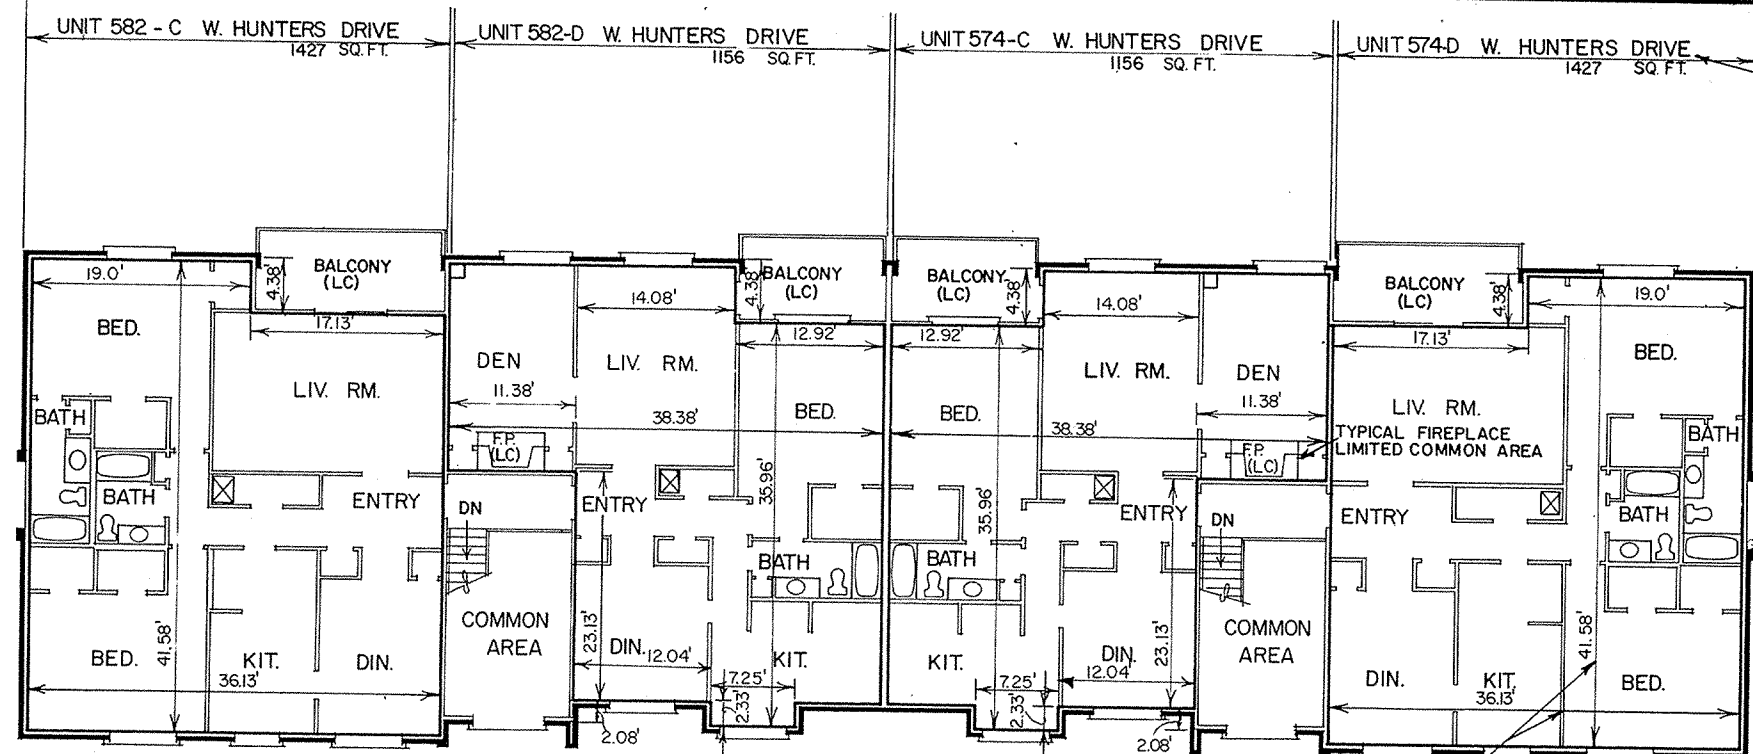 UNIT 582 - C W. HUNTERS DRIVE
1427 SQ. FT.
UNIT 582-D W. HUNTERS DRIVE
1156 SQ. FT.
UNIT 574-C W. HUNTERS DRIVE
1156 SQ. FT.
UNIT 574-D W. HUNTERS DRIVE
1427 SQ. FT.
19.0'
4.38'
BALCONY
(LC)
17.13'
BED.
LIV. RM.
BATH
BATH
ENTRY
41.58'
BED.
KIT.
DIN.
36.13'
14.08'
4.38'
BALCONY
(LC)
12.92'
DEN
LIV. RM.
11.38'
38.38'
BED.
F.P.
(LC)
35.96'
DN
ENTRY
BATH
COMMON
AREA
23.13'
DIN.
12.04'
KIT.
7.25'
2.33'
2.08'
BALCONY
(LC)
4.38'
12.92'
14.08'
LIV. RM.
DEN
BED.
11.38'
38.38'
F.P.
(LC)
35.96'
ENTRY
DN
BATH
KIT.
DIN.
12.04'
23.13'
7.25'
2.33'
2.08'
COMMON
AREA
BALCONY
(LC)
4.38'
19.0'
17.13'
BED.
LIV. RM.
TYPICAL FIREPLACE
LIMITED COMMON AREA
BATH
BATH
ENTRY
41.58'
DIN.
KIT.
BED.
36.13'